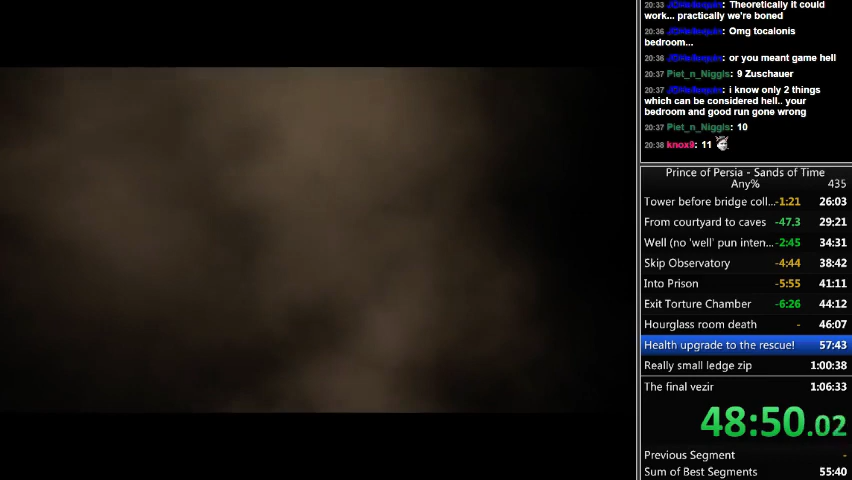 20:33 : Theoretically it could
work... practically we're boned
20:36 : Omg tocalonis
bedroom...
20:36 : or you meant game hell
20:37 Piet_n_Niggls: 9 Zuschauer
20:37 : i know only 2 things
which can be considered hell.. your
bedroom and good run gone wrong
20:37 Piet_n_Niggls: 10
20:38 knox9: 11
Prince of Persia - Sands of Time
Any% 435
Tower before bridge coll... -1:21 26:03
From courtyard to caves -47.3 29:21
Well (no 'well' pun inten... -2:45 34:31
Skip Observatory -4:44 38:42
Into Prison -5:55 41:11
Exit Torture Chamber -6:26 44:12
Hourglass room death - 46:07
Health upgrade to the rescue! 57:43
Really small ledge zip 1:00:38
The final vezir 1:06:33
48:50.02
Previous Segment -
Sum of Best Segments 55:40